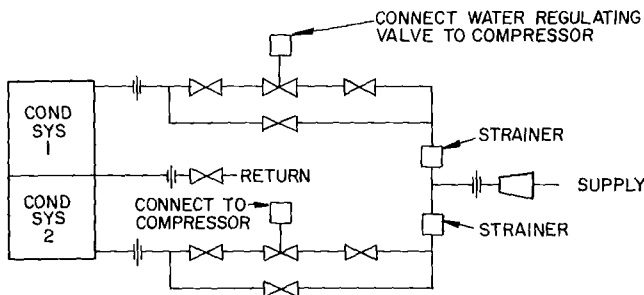 CONNECT WATER REGULATING
VALVE TO COMPRESSOR
COND
SYS
1
STRAINER
RETURN
SUPPLY
COND
SYS
2
CONNECT TO
COMPRESSOR
STRAINER